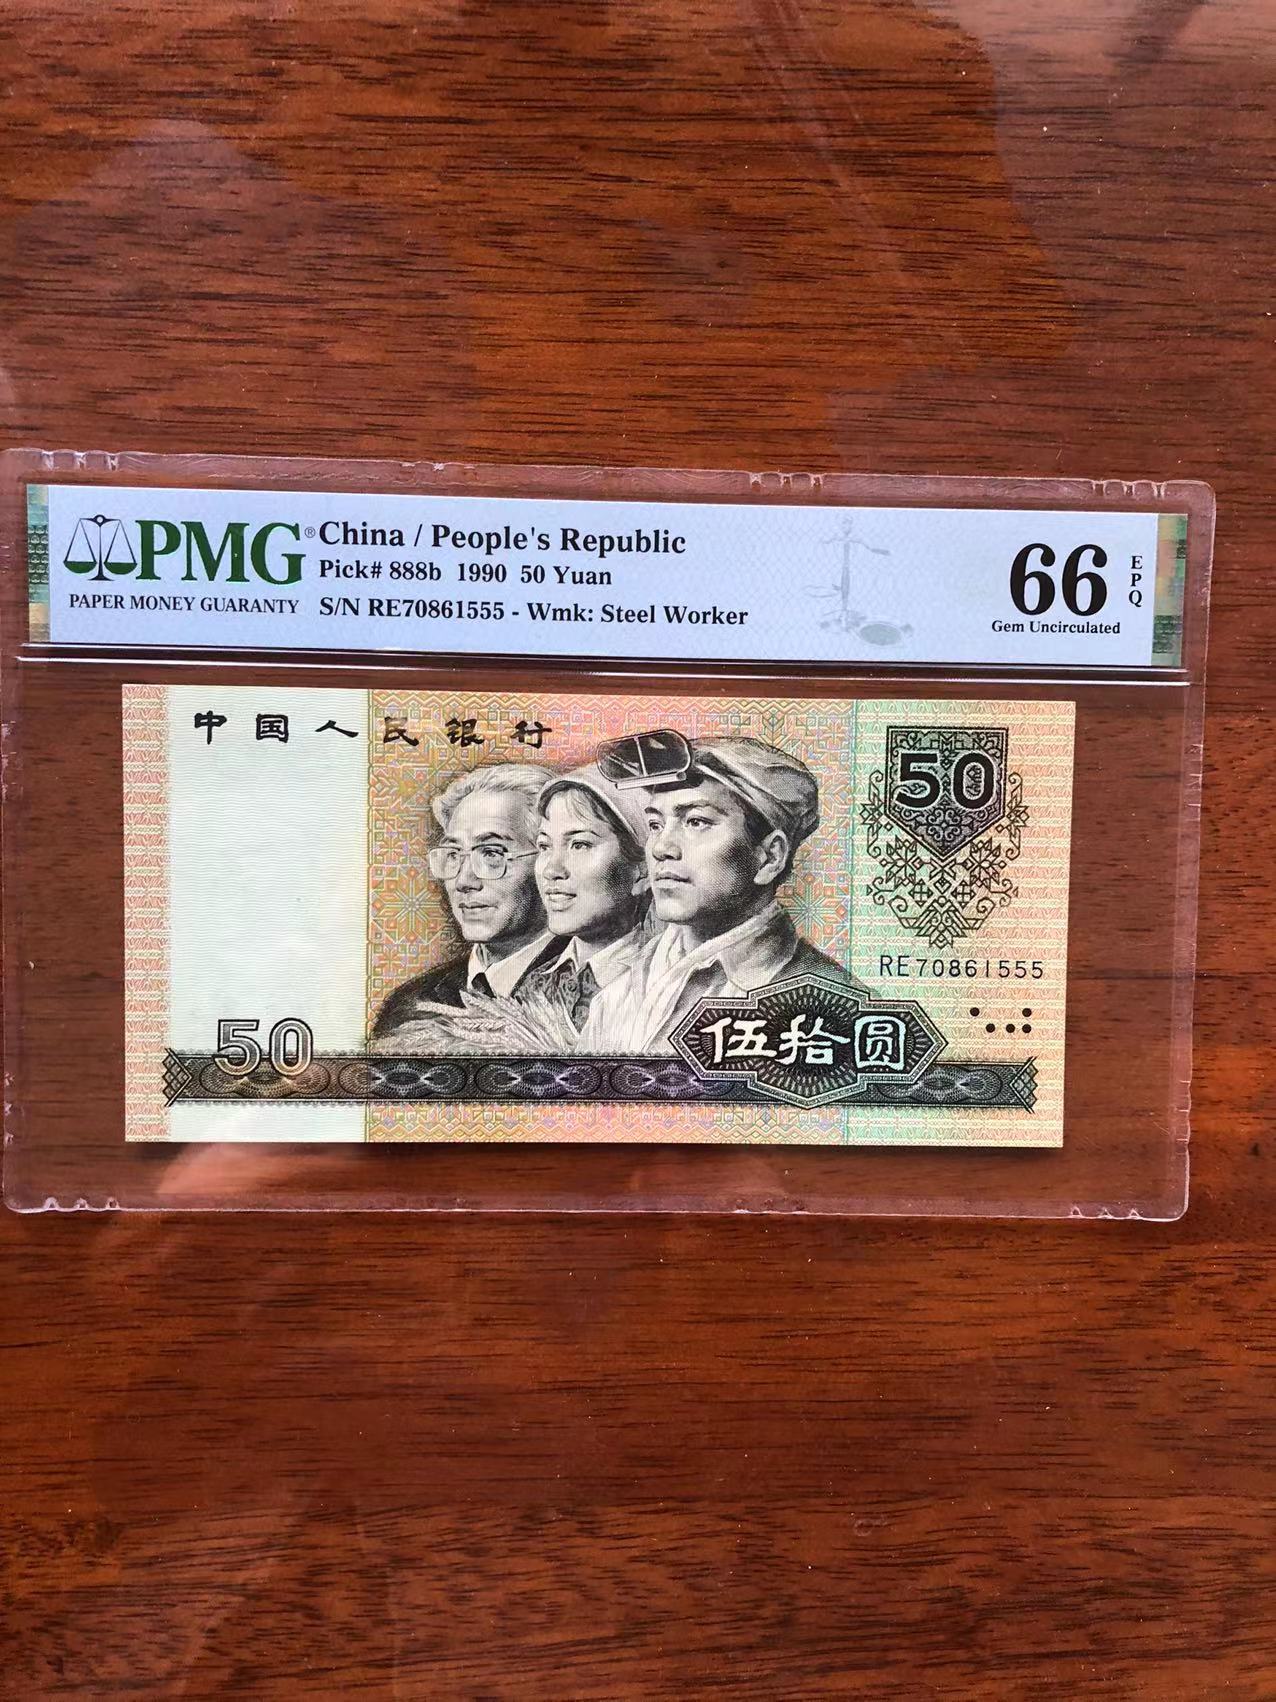 PMG® China / People's Republic
Pick# 888b 1990 50 Yuan
PAPER MONEY GUARANTY
S/N RE70861555 - Wmk: Steel Worker
66 EPQ
Gem Uncirculated
中国人民银行
50
RE70861555
50
伍拾圆